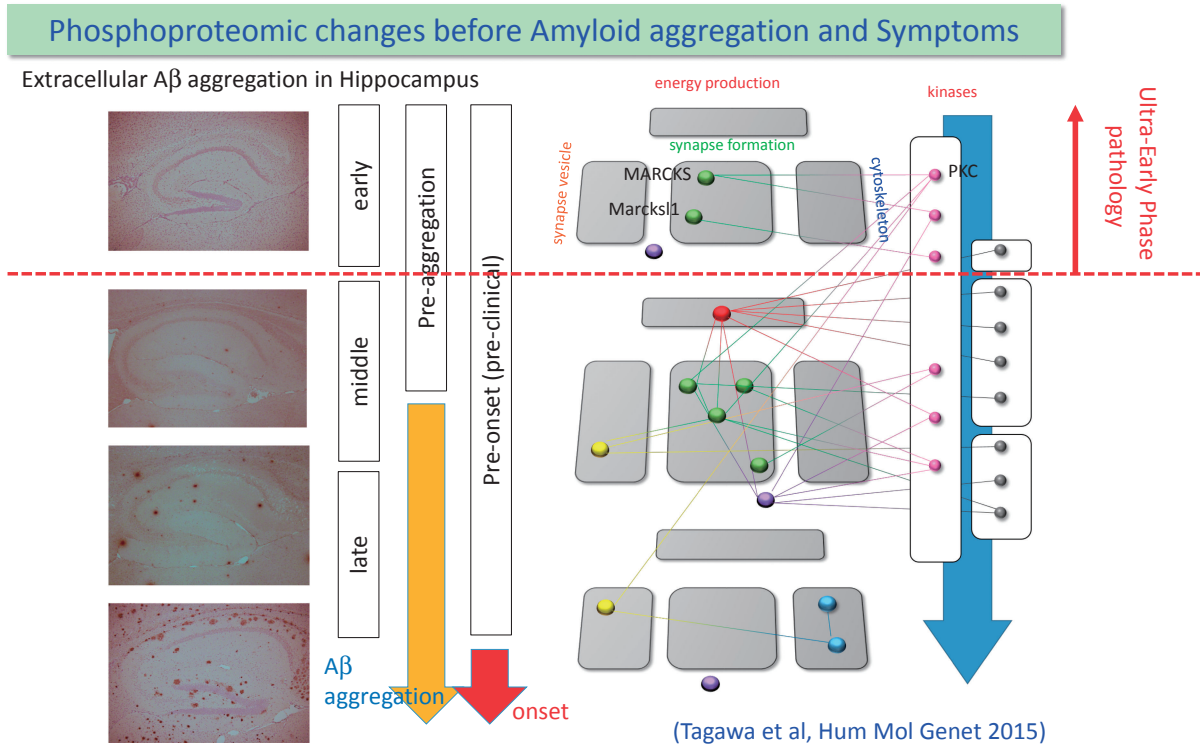 Phosphoproteomic changes before Amyloid aggregation and Symptoms
Extracellular Aβ aggregation in Hippocampus
early
middle
late
Pre-aggregation
Pre-onset (pre-clinical)
Aβ
aggregation
onset
energy production
synapse formation
synapse vesicle
MARCKS
Marcksl1
cytoskeleton
kinases
PKC
Ultra-Early Phase
pathology
(Tagawa et al, Hum Mol Genet 2015)